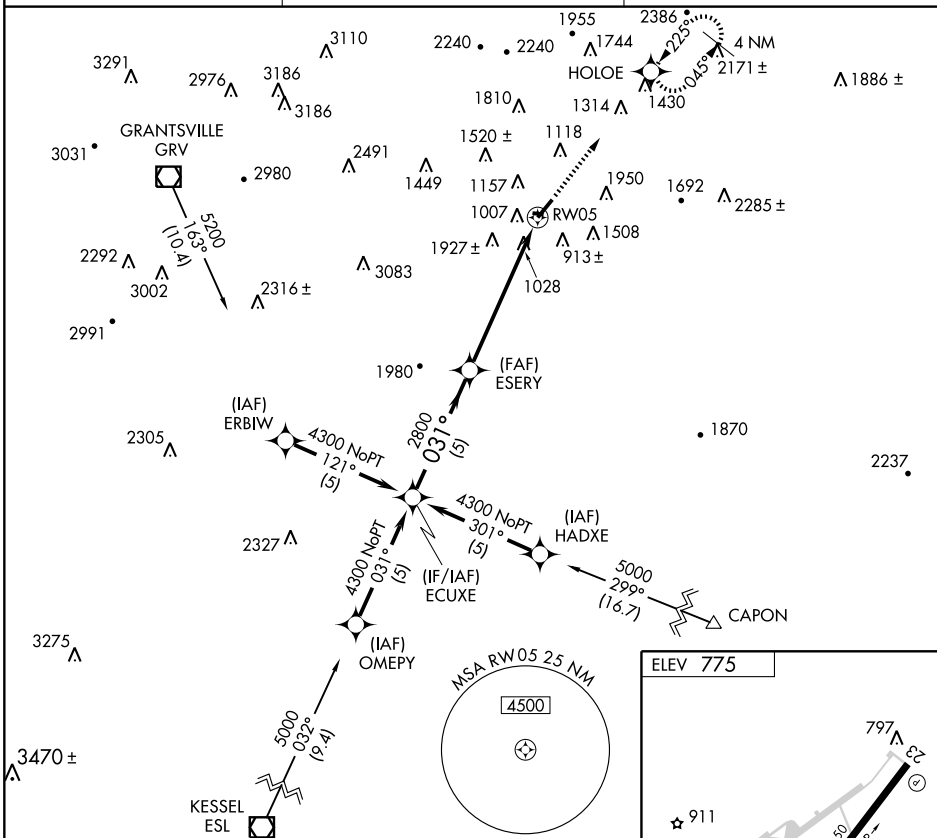 1955
2386
3110
2240
2240
1744
225°
4 NM
045°
HOLOE
2171 ±
3291
2976
3186
3186
1886 ±
1430
1810
1314
GRANTSVILLE
GRV
3031
2980
1520 ±
1118
2491
1449
1157
1950
1692
2285 ±
1007
RW05
5200
163°
(10.4)
1927 ±
1508
913 ±
2292
3002
3083
1028
2316 ±
2991
1980
(FAF)
ESERY
(IAF)
ERBIW
2800
031°
(5)
1870
2305
4300 NoPT
121°
(5)
2237
4300 NoPT
301°
(5)
(IAF)
HADXE
2327
4300 NoPT
031°
(5)
(IF/IAF)
ECUXE
5000
299°
(16.7)
CAPON
(IAF)
OMEPY
3275
MSA RW05 25 NM
4500
ELEV 775
797
23
P
5000
032°
(9.4)
3470 ±
911
KESSEL
ESL